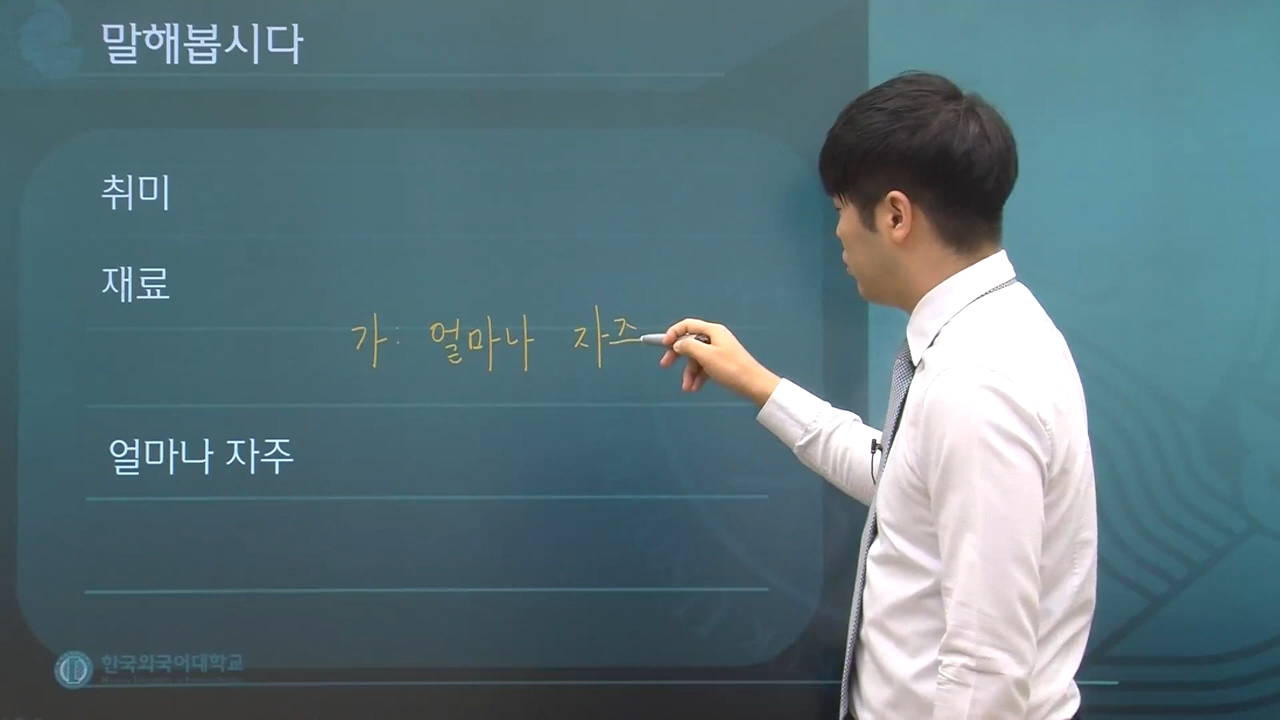 말해봅시다
취미
재료
가: 얼마나 자즈
얼마나 자주
한국외국어대학교